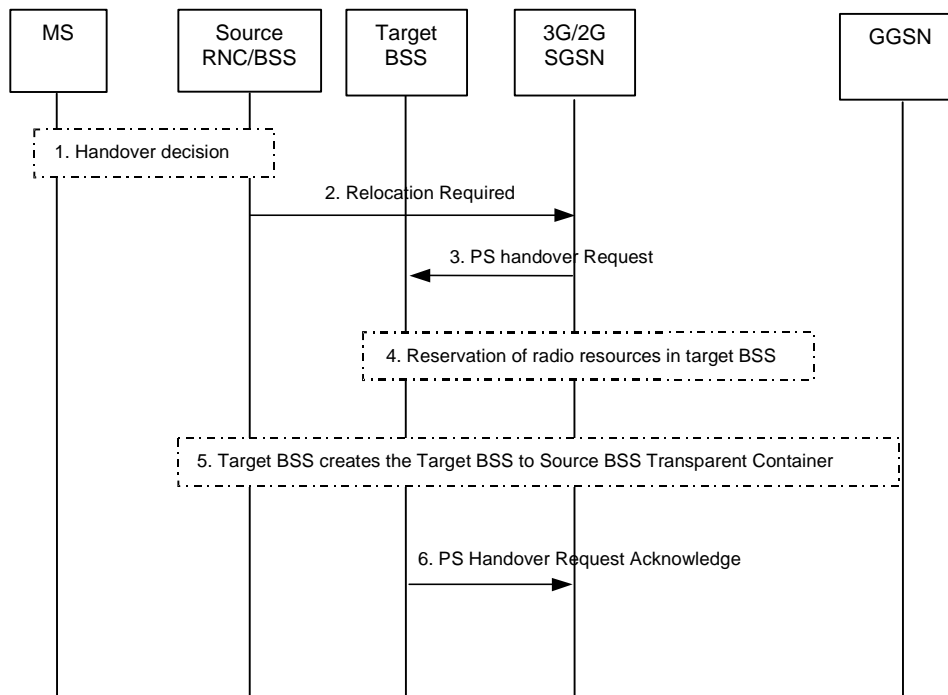 MS
Source
RNC/BSS
Target
BSS
3G/2G
SGSN
GGSN
1. Handover decision
2. Relocation Required
3. PS handover Request
4. Reservation of radio resources in target BSS
5. Target BSS creates the Target BSS to Source BSS Transparent Container
6. PS Handover Request Acknowledge